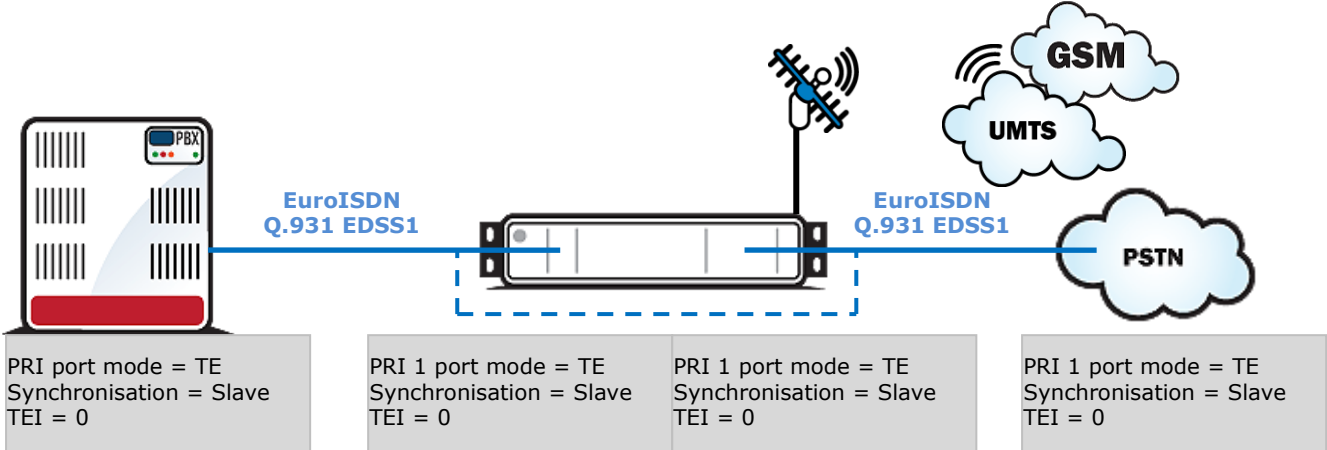 GSM
UMTS
PBX
EuroISDN
Q.931 EDSS1
EuroISDN
Q.931 EDSS1
PSTN
PRI port mode = TE
Synchronisation = Slave
TEI = 0
PRI 1 port mode = TE
Synchronisation = Slave
TEI = 0
PRI 1 port mode = TE
Synchronisation = Slave
TEI = 0
PRI 1 port mode = TE
Synchronisation = Slave
TEI = 0